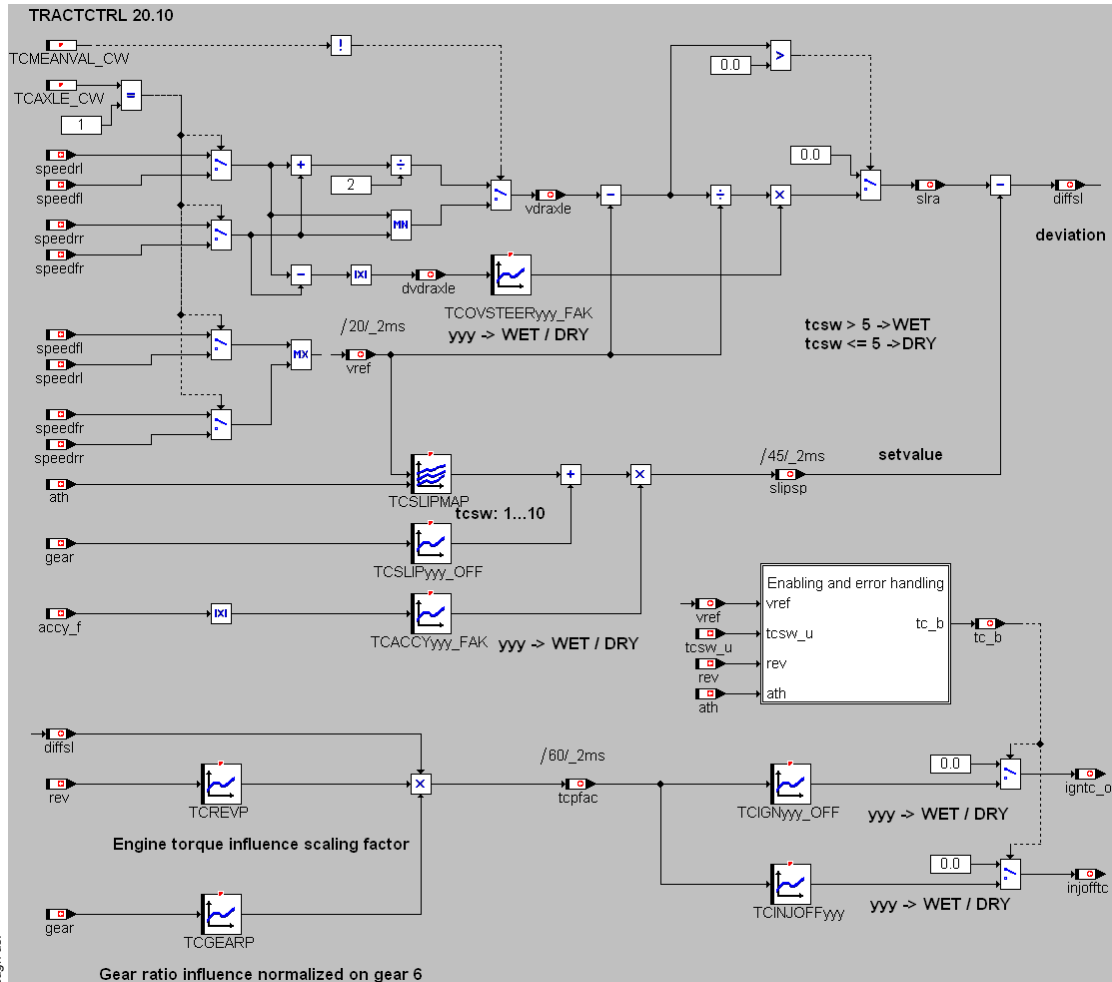 TRACTCTRL 20.10
TCMEANVAL_CW
!
>
0.0
TCAXLE_CW
=
1
0.0
speedrl
speedfl
+
÷
2
vdraxle
-
÷
×
slra
-
diffsl
speedrr
speedfr
MN
deviation
-
|X|
dvdraxle
TCOVSTEERyyy_FAK
/20/_2ms
yyy -> WET / DRY
tcsw > 5 ->WET
tcsw <= 5 ->DRY
speedfl
speedrl
MX
vref
speedfr
speedrr
/45/_2ms
setvalue
ath
TCSLIPMAP
+
×
slipsp
tcsw: 1...10
gear
TCSLIPyyy_OFF
Enabling and error handling
vref
vref
tc_b
tc_b
accy_f
|X|
TCACCYyyy_FAK
yyy -> WET / DRY
tcsw_u
tcsw_u
rev
rev
ath
ath
diffsl
/60/_2ms
0.0
rev
TCREVP
×
tcpfac
TCIGNyyy_OFF
igntc_o
yyy -> WET / DRY
Engine torque influence scaling factor
0.0
gear
TCGEARP
TCINJOFFyyy
injofftc
yyy -> WET / DRY
Gear ratio influence normalized on gear 6